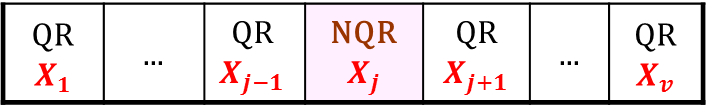 QR ... QR NQR QR ... QR
X₁ Xⱼ₋₁ Xⱼ Xⱼ₊₁ Xᵥ